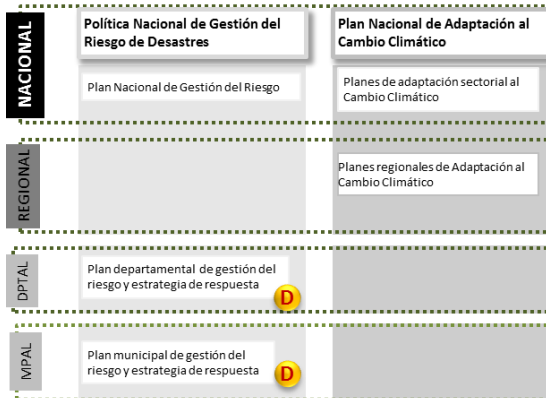 NACIONAL
Política Nacional de Gestión del
Riesgo de Desastres
Plan Nacional de Adaptación al
Cambio Climático
Plan Nacional de Gestión del Riesgo
Planes de adaptación sectorial al
Cambio Climático
REGIONAL
Planes regionales de Adaptación al
Cambio Climático
DPTAL
Plan departamental de gestión del
riesgo y estrategia de respuesta
D
MPAL
Plan municipal de gestión del
riesgo y estrategia de respuesta
D